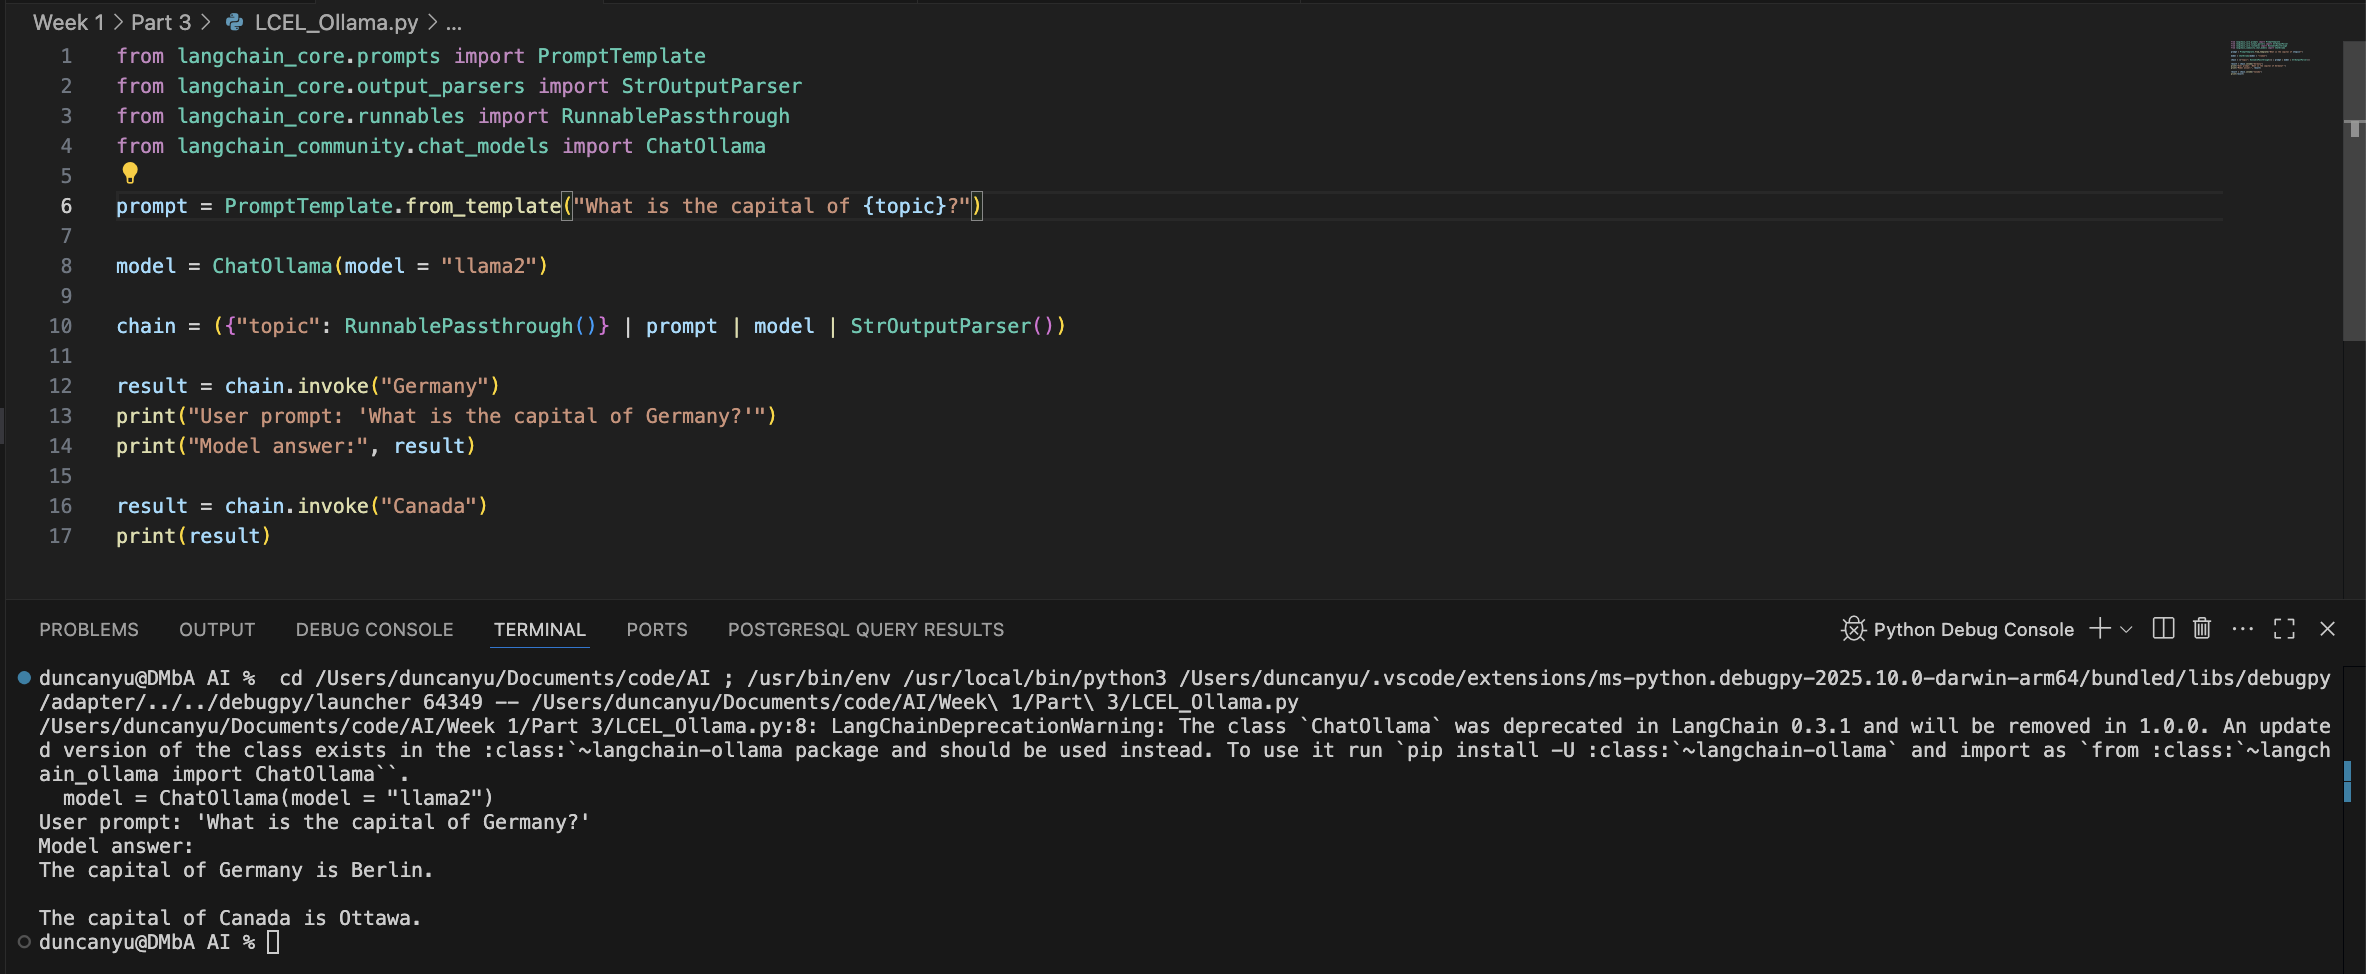 Week 1 > Part 3 > LCEL_Ollama.py > ...
1 from langchain_core.prompts import PromptTemplate
2 from langchain_core.output_parsers import StrOutputParser
3 from langchain_core.runnables import RunnablePassthrough
4 from langchain_community.chat_models import ChatOllama
5
6 prompt = PromptTemplate.from_template("What is the capital of {topic}?")
7
8 model = ChatOllama(model = "llama2")
9
10 chain = ({"topic": RunnablePassthrough()} | prompt | model | StrOutputParser())
11
12 result = chain.invoke("Germany")
13 print("User prompt: 'What is the capital of Germany?'")
14 print("Model answer:", result)
15
16 result = chain.invoke("Canada")
17 print(result)
PROBLEMS OUTPUT DEBUG CONSOLE TERMINAL PORTS POSTGRESQL QUERY RESULTS Python Debug Console
duncanyu@DMbA AI %  cd /Users/duncanyu/Documents/code/AI ; /usr/bin/env /usr/local/bin/python3 /Users/duncanyu/.vscode/extensions/ms-python.debugpy-2025.10.0-darwin-arm64/bundled/libs/debugpy
/adapter/../../debugpy/launcher 64349 -- /Users/duncanyu/Documents/code/AI/Week\ 1/Part\ 3/LCEL_Ollama.py
/Users/duncanyu/Documents/code/AI/Week 1/Part 3/LCEL_Ollama.py:8: LangChainDeprecationWarning: The class `ChatOllama` was deprecated in LangChain 0.3.1 and will be removed in 1.0.0. An update
d version of the class exists in the :class:`~langchain-ollama package and should be used instead. To use it run `pip install -U :class:`~langchain-ollama` and import as `from :class:`~langch
ain_ollama import ChatOllama``.
  model = ChatOllama(model = "llama2")
User prompt: 'What is the capital of Germany?'
Model answer:
The capital of Germany is Berlin.
The capital of Canada is Ottawa.
duncanyu@DMbA AI %